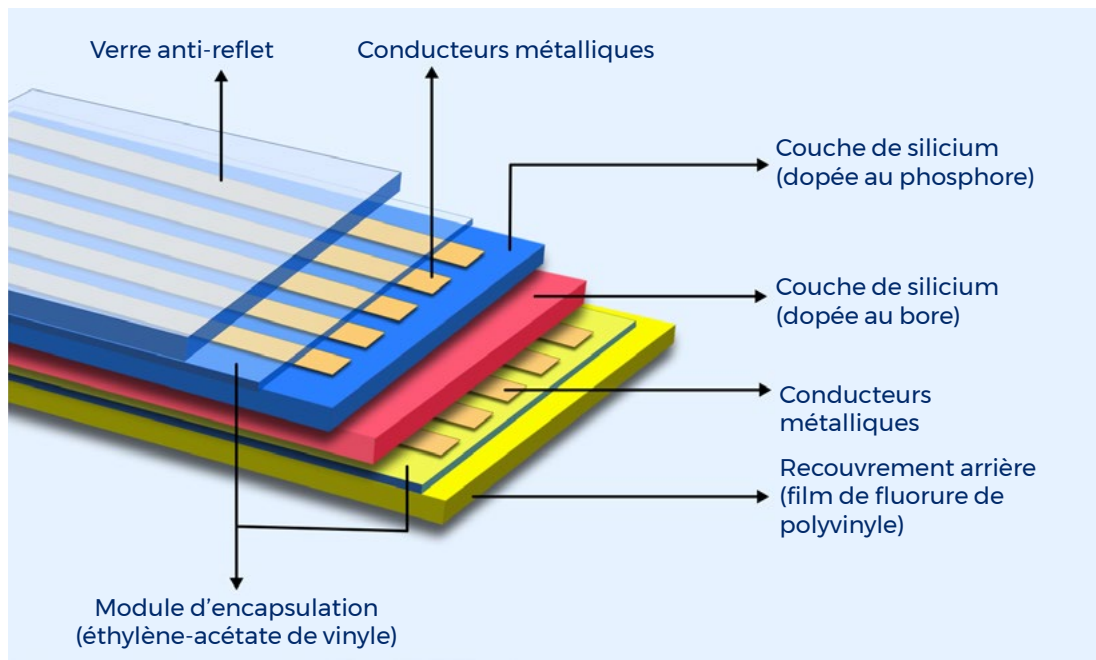 Verre anti-reflet
Conducteurs métalliques
Couche de silicium
(dopée au phosphore)
Couche de silicium
(dopée au bore)
Conducteurs
métalliques
Recouvrement arrière
(film de fluorure de
polyvinyle)
Module d’encapsulation
(éthylène-acétate de vinyle)